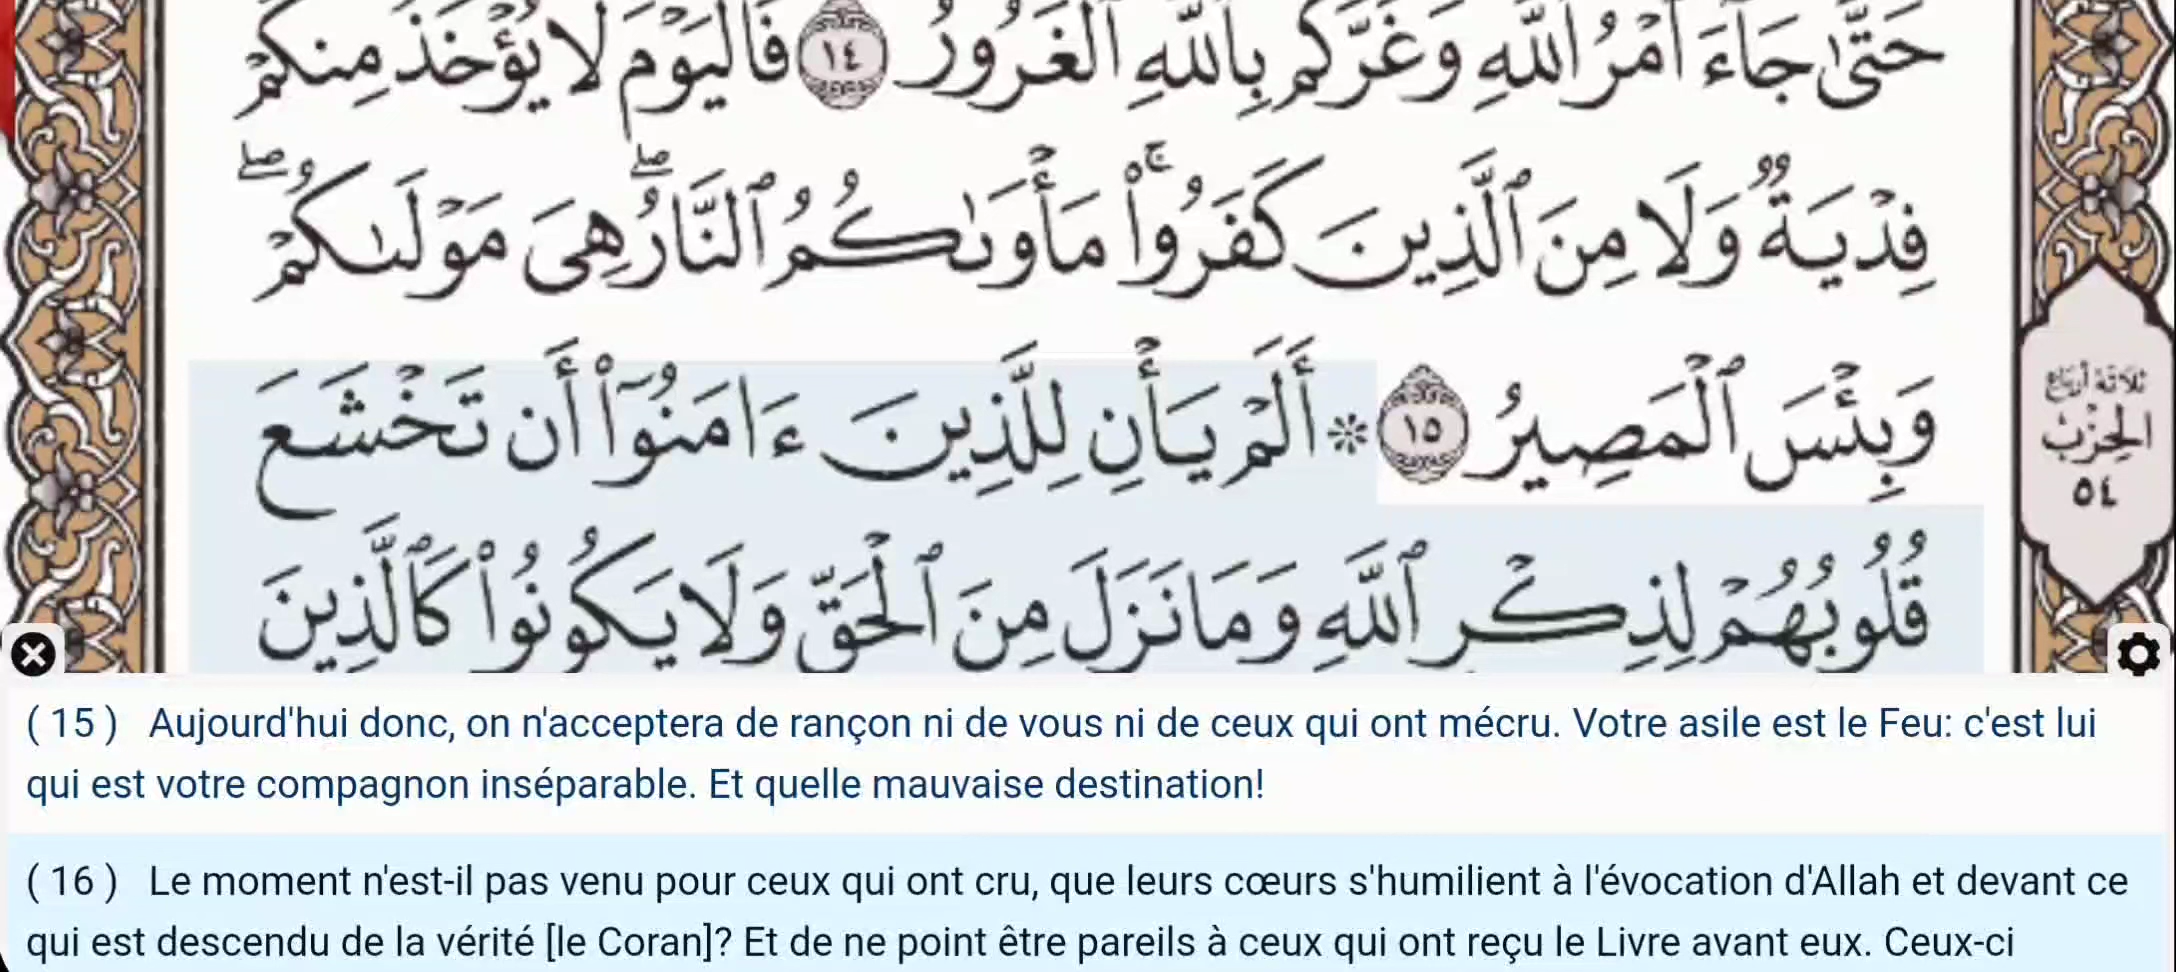 حَتَّىٰ جَآءَ أَمۡرُ ٱللَّهِ وَغَرَّكُم بِٱللَّهِ ٱلۡغَرُورُ ١٤ فَٱلۡيَوۡمَ لَا يُؤۡخَذُ مِنكُمۡ
فِدۡيَةٞ وَلَا مِنَ ٱلَّذِينَ كَفَرُواْۚ مَأۡوَىٰكُمُ ٱلنَّارُۖ هِيَ مَوۡلَىٰكُمۡۖ
وَبِئۡسَ ٱلۡمَصِيرُ ١٥ * أَلَمۡ يَأۡنِ لِلَّذِينَ ءَامَنُوٓاْ أَن تَخۡشَعَ
قُلُوبُهُمۡ لِذِكۡرِ ٱللَّهِ وَمَا نَزَلَ مِنَ ٱلۡحَقِّ وَلَا يَكُونُواْ كَٱلَّذِينَ
ثلاثة أرباع
الحزب
٥٤
( 15 ) Aujourd'hui donc, on n'acceptera de rançon ni de vous ni de ceux qui ont mécru. Votre asile est le Feu: c'est lui
qui est votre compagnon inséparable. Et quelle mauvaise destination!
( 16 ) Le moment n'est-il pas venu pour ceux qui ont cru, que leurs cœurs s'humilient à l'évocation d'Allah et devant ce
qui est descendu de la vérité [le Coran]? Et de ne point être pareils à ceux qui ont reçu le Livre avant eux. Ceux-ci